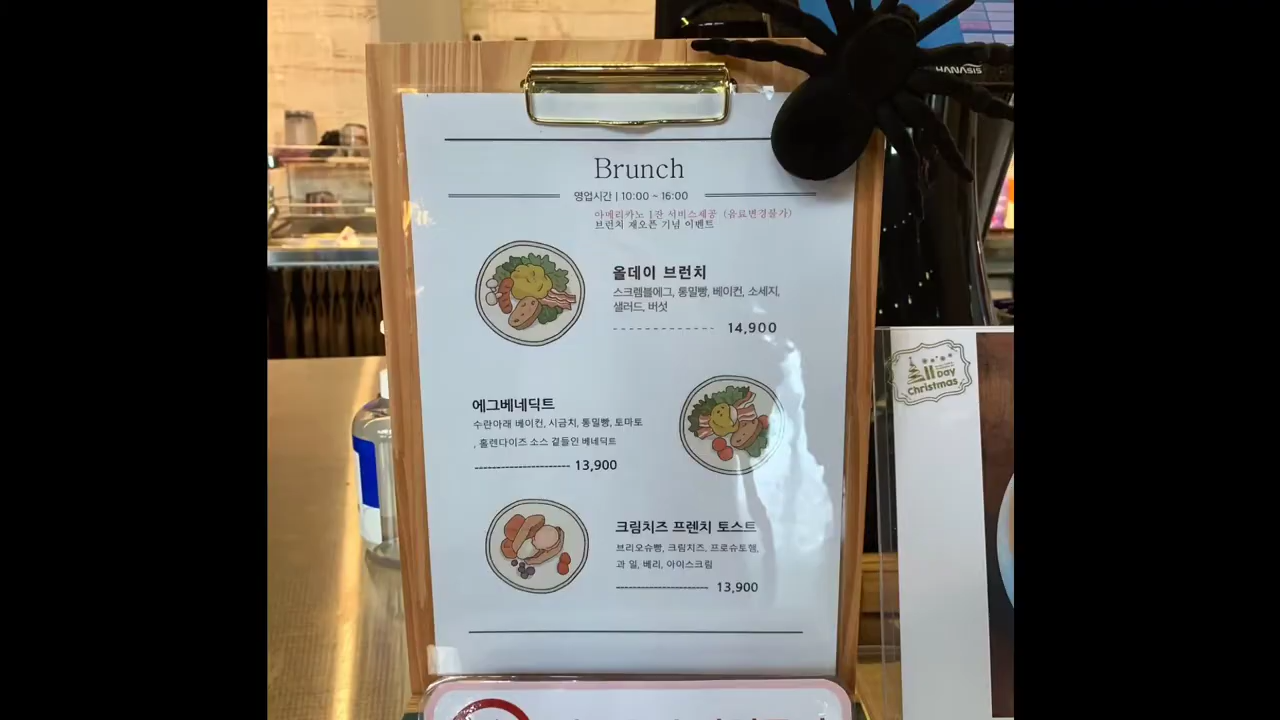 HANASIS
Brunch
영업시간 | 10:00 ~ 16:00
아메리카노 1잔 서비스제공 (음료변경불가)
브런치 재오픈 기념 이벤트
올데이 브런치
스크렘블에그, 통밀빵, 베이컨, 소세지,
샐러드, 버섯
14,900
에그베네딕트
수란아래 베이컨, 시금치, 통밀빵, 토마토
, 홀렌다이즈 소스 곁들인 베네딕트
13,900
크림치즈 프렌치 토스트
브리오슈빵, 크림치즈, 프로슈토햄,
과 일, 베리, 아이스크림
13,900
All
DAY
Christmas